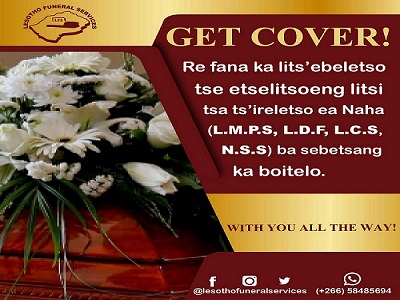 LESOTHO FUNERAL SERVICES
LFS
GET COVER!
Re fana ka lits'ebeletso
tse etselitsoeng litsi
tsa ts'ireletso ea Naha
(L.M.P.S, L.D.F, L.C.S,
N.S.S) ba sebetsang
ka boitelo.
WITH YOU ALL THE WAY!
@lesothofuneralservices
(+266) 58485694